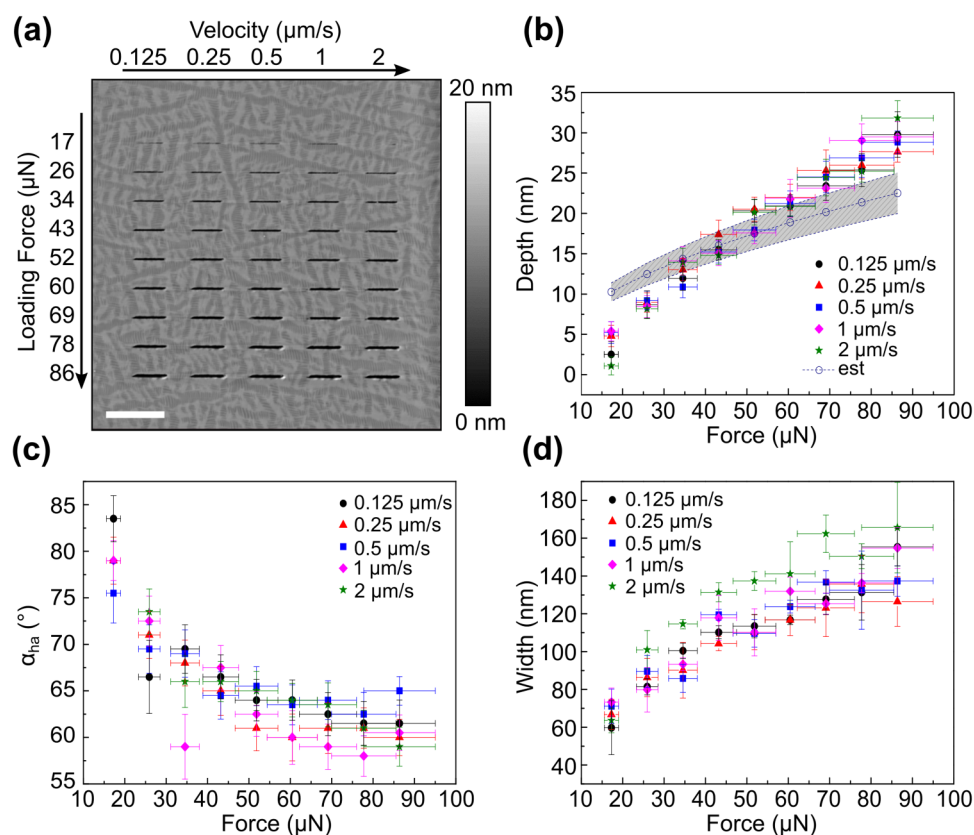 (a)
Velocity (µm/s)
0.125 0.25 0.5 1 2
Loading Force (µN)
17
26
34
43
52
60
69
78
86
20 nm
0 nm
(b)
Depth (nm)
35
30
25
20
15
10
5
0
0.125 µm/s
0.25 µm/s
0.5 µm/s
1 µm/s
2 µm/s
est
10 20 30 40 50 60 70 80 90 100
Force (µN)
(c)
αha (°)
85
80
75
70
65
60
55
0.125 µm/s
0.25 µm/s
0.5 µm/s
1 µm/s
2 µm/s
10 20 30 40 50 60 70 80 90 100
Force (µN)
(d)
Width (nm)
180
160
140
120
100
80
60
40
0.125 µm/s
0.25 µm/s
0.5 µm/s
1 µm/s
2 µm/s
10 20 30 40 50 60 70 80 90 100
Force (µN)